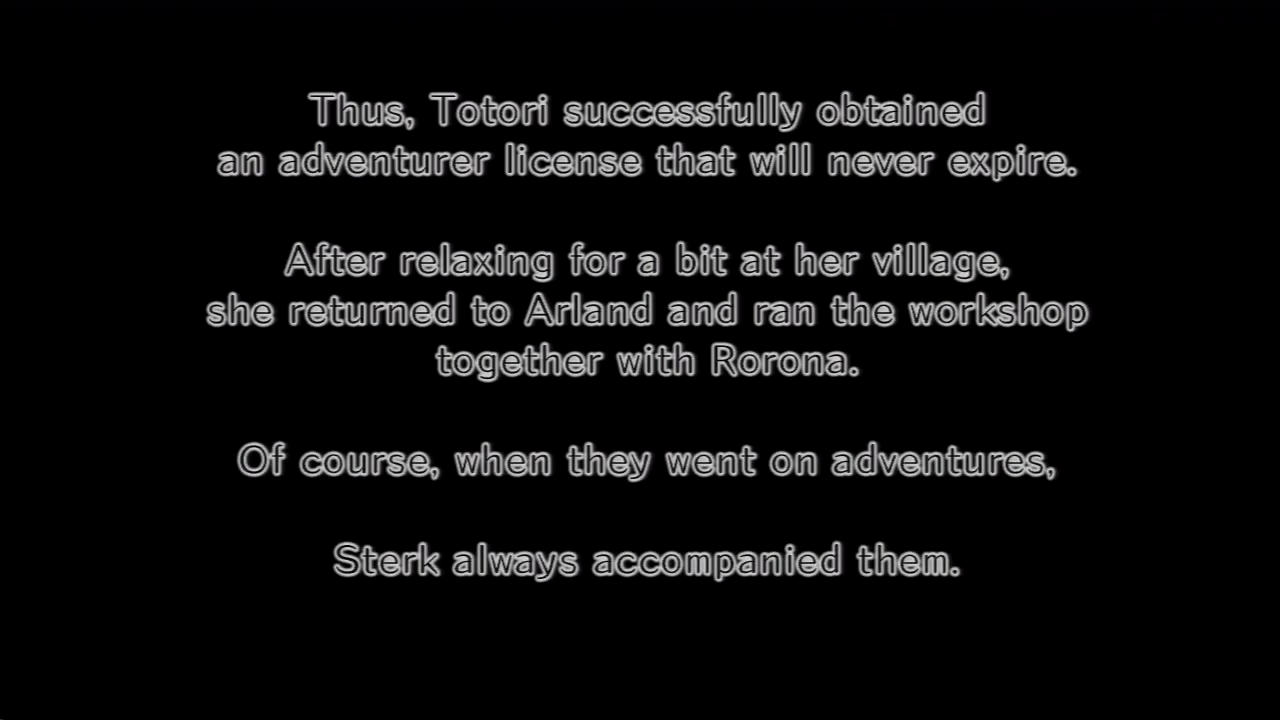 Thus, Totori successfully obtained
an adventurer license that will never expire.
After relaxing for a bit at her village,
she returned to Arland and ran the workshop
together with Rorona.
Of course, when they went on adventures,
Sterk always accompanied them.